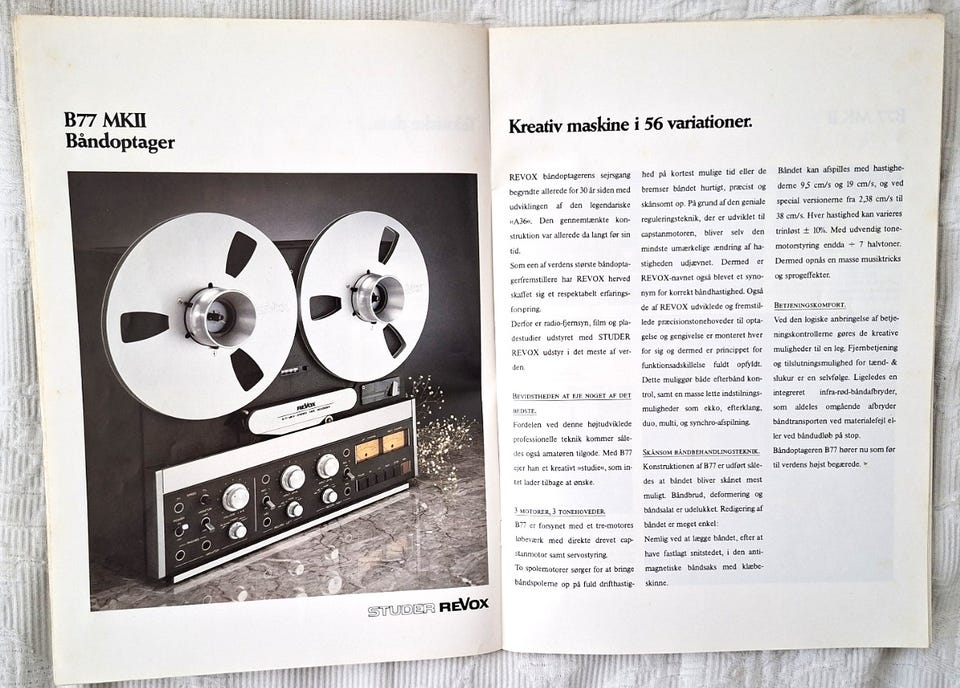 B77 MKII
Båndoptager
REVOX
STUDER REVOX
Kreativ maskine i 56 variationer.
REVOX båndoptagerens sejrsgang
begyndte allerede for 30 år siden med
udviklingen af den legendariske
»A36«. Den gennemtænkte kon-
struktion var allerede da langt før sin
tid.
Som een af verdens største båndopta-
gerfremstillere har REVOX herved
skaffet sig et respektabelt erfarings-
forspring.
Derfor er radio-fjernsyn, film og pla-
destudier udstyret med STUDER
REVOX udstyr i det meste af ver-
den.
BEVIDSTHEDEN AT EJE NOGET AF DET
BEDSTE.
Fordelen ved denne højtudviklede
professionelle teknik kommer såle-
des også amatøren tilgode. Med B77
ejer han et kreativt »studie«, som in-
tet lader tilbage at ønske.
3 MOTORER, 3 TONEHOVEDER.
B77 er forsynet med et tre-motores
løbeværk med direkte drevet cap-
stanmotor samt servostyring.
To spolemotorer sørger for at bringe
båndspolerne op på fuld drifthastig-
hed på kortest mulige tid eller de
bremser båndet hurtigt, præcist og
skånsomt op. På grund af den geniale
reguleringsteknik, der er udviklet til
capstanmotoren, bliver selv den
mindste umærkelige ændring af ha-
stigheden udjævnet. Dermed er
REVOX-navnet også blevet et syno-
nym for korrekt båndhastighed. Også
de af REVOX udviklede og fremstil-
lede præcisionstonehoveder til opta-
gelse og gengivelse er monteret hver
for sig og dermed er princippet for
funktionsadskillelse fuldt opfyldt.
Dette muliggør både efterbånd kon-
trol, samt en masse lette indstillings-
muligheder som ekko, efterklang,
duo, multi, og synchro-afspilning.
SKÅNSOM BÅNDBEHANDLINGSTEKNIK.
Konstruktionen af B77 er udført såle-
des at båndet bliver skånet mest
muligt. Båndbrud, deformering og
båndsalat er udelukket. Redigering af
båndet er meget enkel:
Nemlig ved at lægge båndet, efter at
have fastlagt snitstedet, i den anti-
magnetiske båndsaks med klæbe-
skinne.
Båndet kan afspilles med hastighe-
derne 9,5 cm/s og 19 cm/s, og ved
special versionerne fra 2,38 cm/s til
38 cm/s. Hver hastighed kan varieres
trinløst ± 10%. Med udvendig tone-
motorstyring endda ÷ 7 halvtoner.
Dermed opnås en masse musiktricks
og sprogeffekter.
BETJENINGSKOMFORT.
Ved den logiske anbringelse af betje-
ningskontrollerne gøres de kreative
muligheder til en leg. Fjernbetjening
og tilslutningsmulighed for tænd- &
slukur er en selvfølge. Ligeledes en
integreret infra-rød-båndafbryder,
som aldeles omgående afbryder
båndtransporten ved materialefejl el-
ler ved båndudløb på stop.
Båndoptageren B77 hører nu som før
til verdens højst begærede.